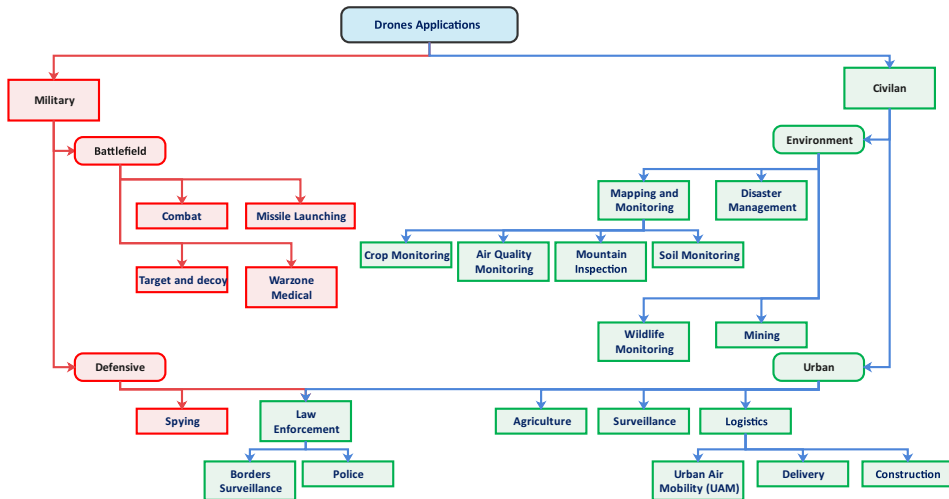 Drones Applications
Military
Civilan
Battlefield
Environment
Combat
Missile Launching
Mapping and
Monitoring
Disaster
Management
Target and decoy
Warzone
Medical
Crop Monitoring
Air Quality
Monitoring
Mountain
Inspection
Soil Monitoring
Wildlife
Monitoring
Mining
Defensive
Urban
Spying
Law
Enforcement
Agriculture
Surveillance
Logistics
Borders
Surveillance
Police
Urban Air
Mobility (UAM)
Delivery
Construction